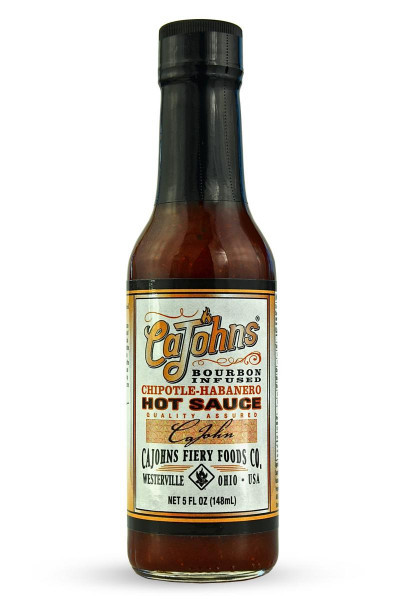 CaJohns®
BOURBON
INFUSED
CHIPOTLE-HABANERO
HOT SAUCE
QUALITY ASSURED
CaJohn
CAJOHNS FIERY FOODS CO.
WESTERVILLE OHIO • USA
NET 5 FL OZ (148mL)